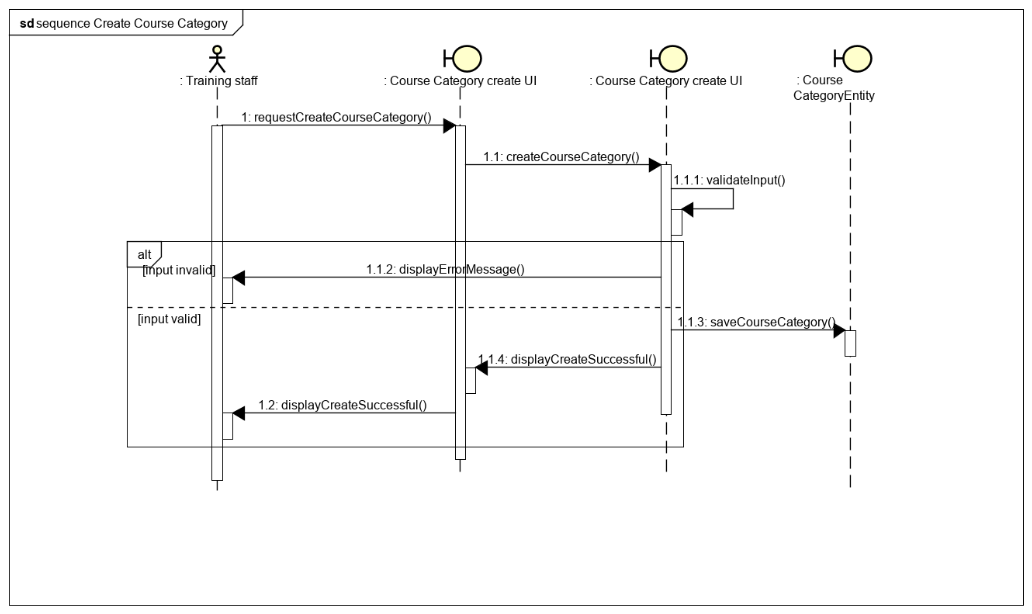 sd sequence Create Course Category
: Training staff
: Course Category create UI
: Course Category create UI
: Course
CategoryEntity
1: requestCreateCourseCategory()
1.1: createCourseCategory()
1.1.1: validateInput()
alt
[input invalid]
1.1.2: displayErrorMessage()
[input valid]
1.1.3: saveCourseCategory()
1.1.4: displayCreateSuccessful()
1.2: displayCreateSuccessful()